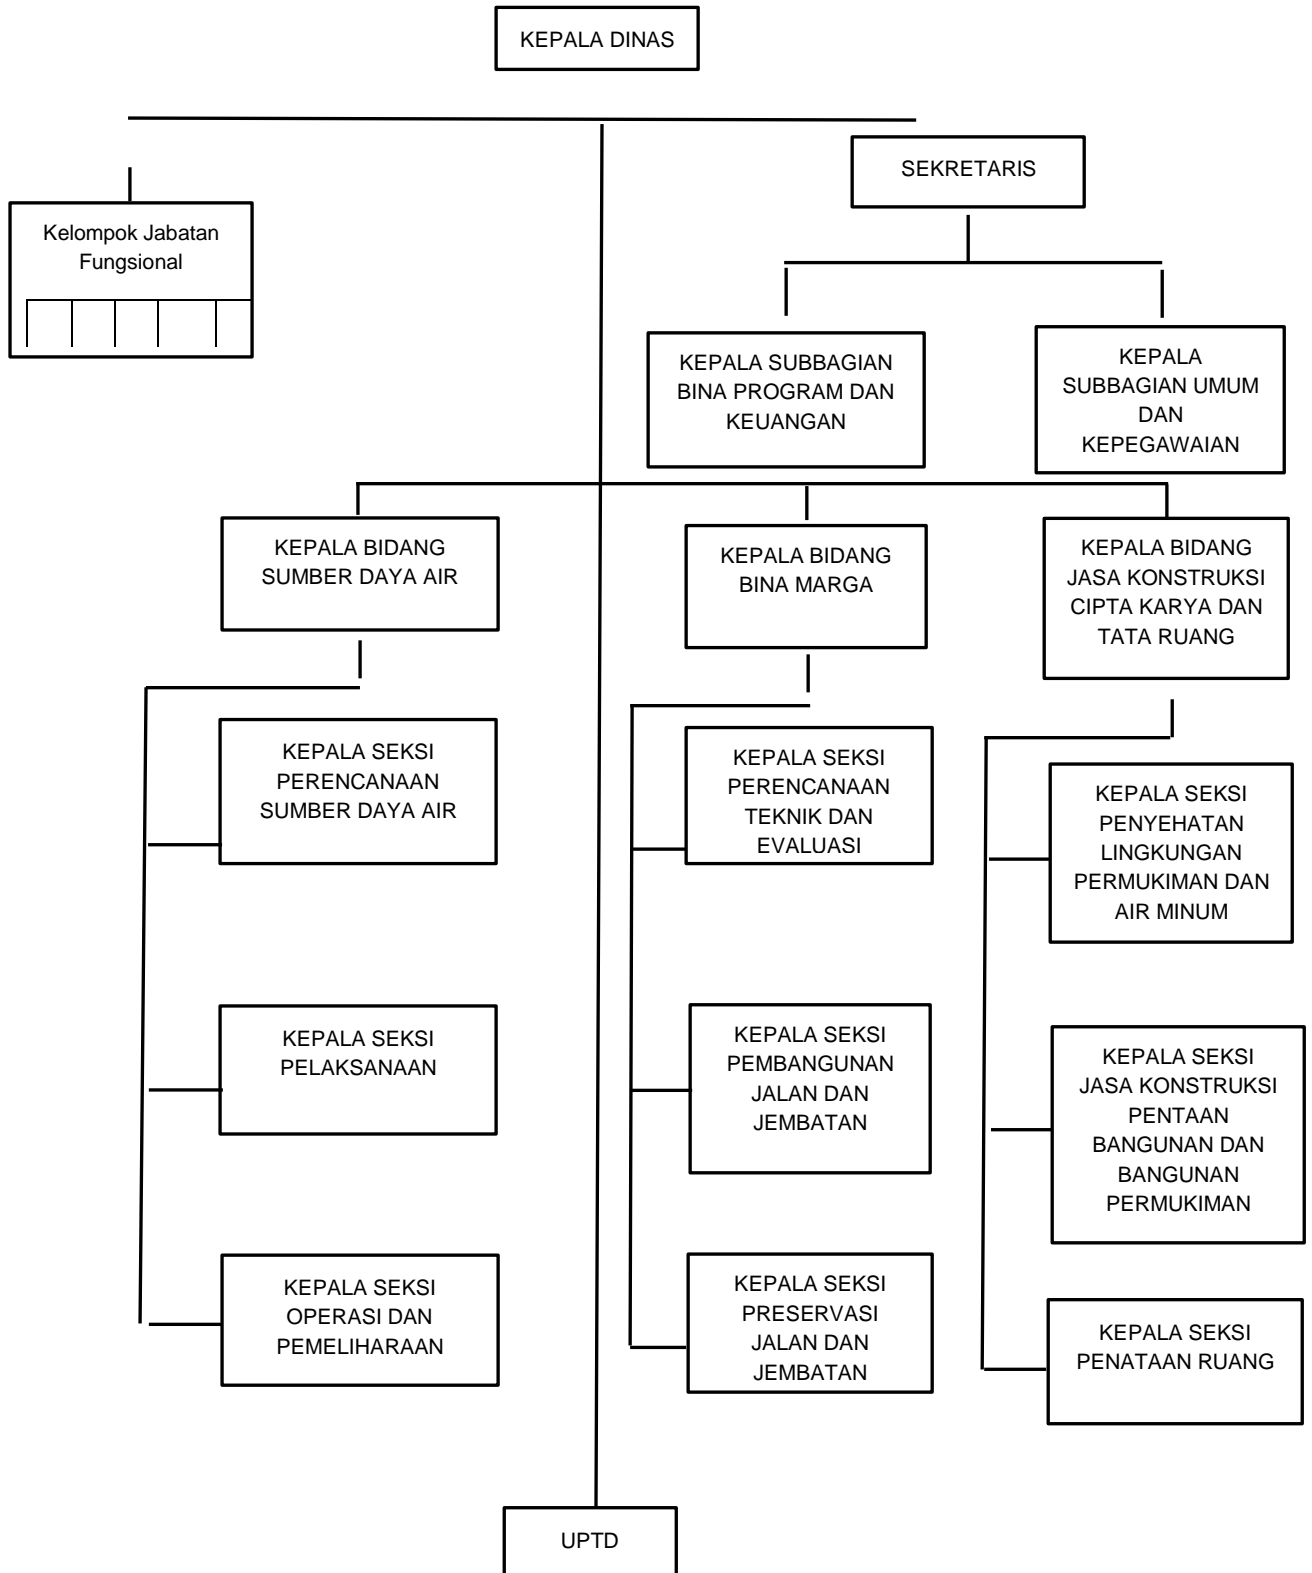 KEPALA DINAS
SEKRETARIS
Kelompok Jabatan
Fungsional
KEPALA SUBBAGIAN
BINA PROGRAM DAN
KEUANGAN
KEPALA
SUBBAGIAN UMUM
DAN
KEPEGAWAIAN
KEPALA BIDANG
SUMBER DAYA AIR
KEPALA BIDANG
BINA MARGA
KEPALA BIDANG
JASA KONSTRUKSI
CIPTA KARYA DAN
TATA RUANG
KEPALA SEKSI
PERENCANAAN
SUMBER DAYA AIR
KEPALA SEKSI
PERENCANAAN
TEKNIK DAN
EVALUASI
KEPALA SEKSI
PENYEHATAN
LINGKUNGAN
PERMUKIMAN DAN
AIR MINUM
KEPALA SEKSI
PELAKSANAAN
KEPALA SEKSI
PEMBANGUNAN
JALAN DAN
JEMBATAN
KEPALA SEKSI
JASA KONSTRUKSI
PENTAAN
BANGUNAN DAN
BANGUNAN
PERMUKIMAN
KEPALA SEKSI
OPERASI DAN
PEMELIHARAAN
KEPALA SEKSI
PRESERVASI
JALAN DAN
JEMBATAN
KEPALA SEKSI
PENATAAN RUANG
UPTD